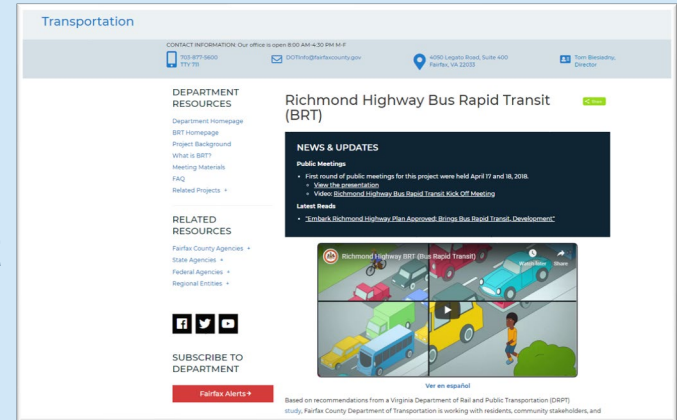 Transportation
CONTACT INFORMATION: Our office is open 8:00 AM-4:30 PM M-F
703-877-5600
TTY 711
DOTInfo@fairfaxcounty.gov
4050 Legato Road, Suite 400
Fairfax, VA 22033
Tom Biesiadny,
Director
DEPARTMENT
RESOURCES
Department Homepage
BRT Homepage
Project Background
What is BRT?
Meeting Materials
FAQ
Related Projects +
RELATED
RESOURCES
Fairfax County Agencies +
State Agencies +
Federal Agencies +
Regional Entities +
SUBSCRIBE TO
DEPARTMENT
Fairfax Alerts
Richmond Highway Bus Rapid Transit
(BRT)
Share
NEWS & UPDATES
Public Meetings
• First round of public meetings for this project were held April 17 and 18, 2018.
View the presentation
Video: Richmond Highway Bus Rapid Transit Kick Off Meeting
Latest Reads
• "Embark Richmond Highway Plan Approved; Brings Bus Rapid Transit, Development"
Richmond Highway BRT (Bus Rapid Transit)
Watch later
Share
Ver en español
Based on recommendations from a Virginia Department of Rail and Public Transportation (DRPT)
study, Fairfax County Department of Transportation is working with residents, community stakeholders, and